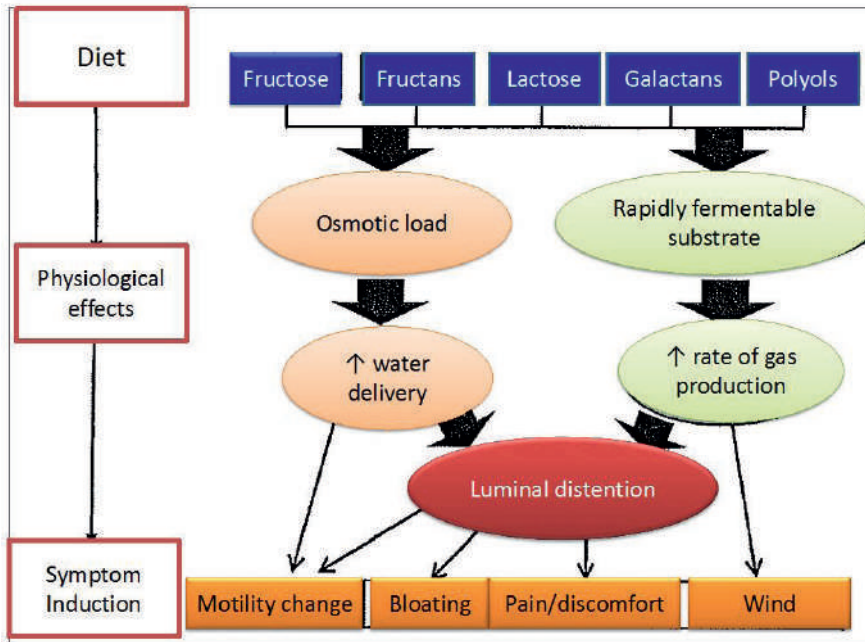 Diet
Fructose
Fructans
Lactose
Galactans
Polyols
Osmotic load
Rapidly fermentable
substrate
Physiological
effects
↑ water
delivery
↑ rate of gas
production
Luminal distention
Symptom
Induction
Motility change
Bloating
Pain/discomfort
Wind